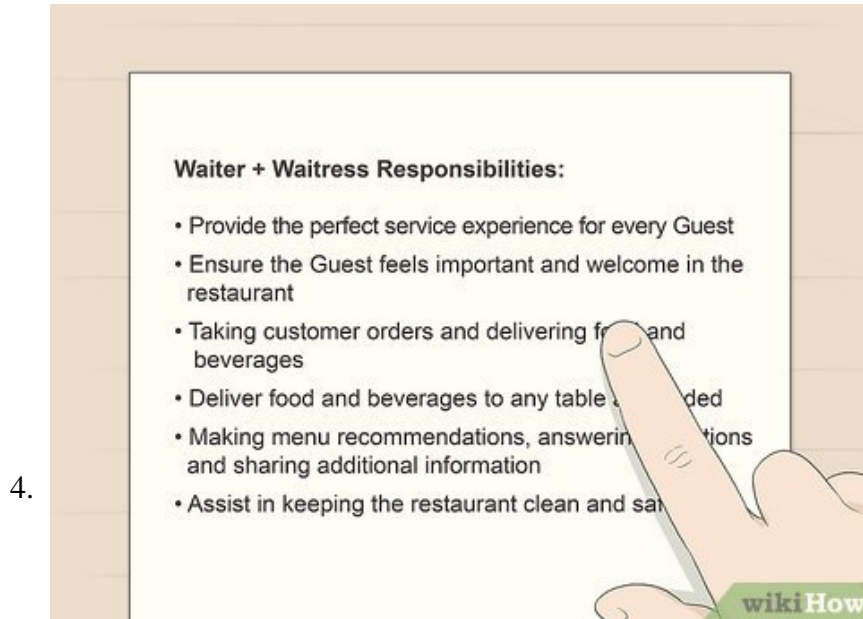 Waiter + Waitress Responsibilities:
• Provide the perfect service experience for every Guest
• Ensure the Guest feels important and welcome in the
restaurant
• Taking customer orders and delivering and
beverages
• Deliver food and beverages to any table
• Making menu recommendations,
and sharing additional information
4.
• Assist in keeping the restaurant clean and
wikiHow